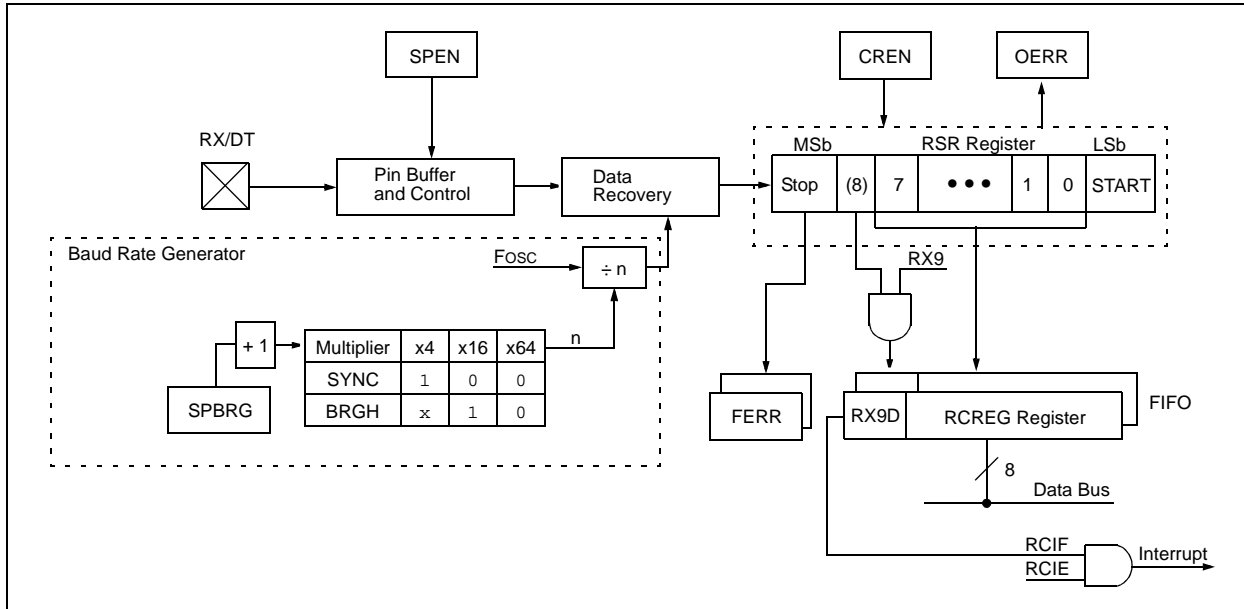 SPEN
CREN
OERR
RX/DT
Pin Buffer
and Control
Data
Recovery
MSb
RSR Register
LSb
Stop (8) 7 ••• 1 0 START
Baud Rate Generator
FOSC
÷ n
RX9
n
+ 1
Multiplier x4 x16 x64
SYNC 1 0 0
BRGH x 1 0
SPBRG
FERR
RX9D
RCREG Register
FIFO
8
Data Bus
RCIF
RCIE
Interrupt